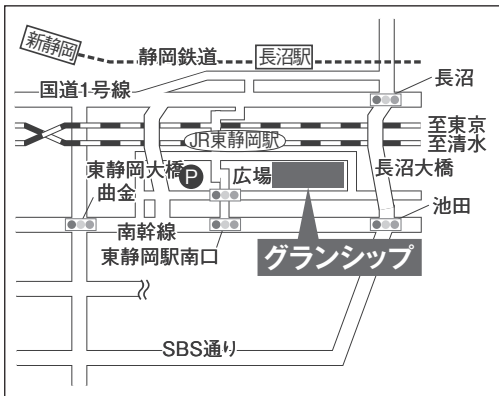 新静岡
静岡鉄道
長沼駅
国道1号線
長沼
至東京
至清水
JR東静岡駅
東静岡大橋
P
広場
長沼大橋
曲金
池田
南幹線
東静岡駅南口
グランシップ
SBS通り